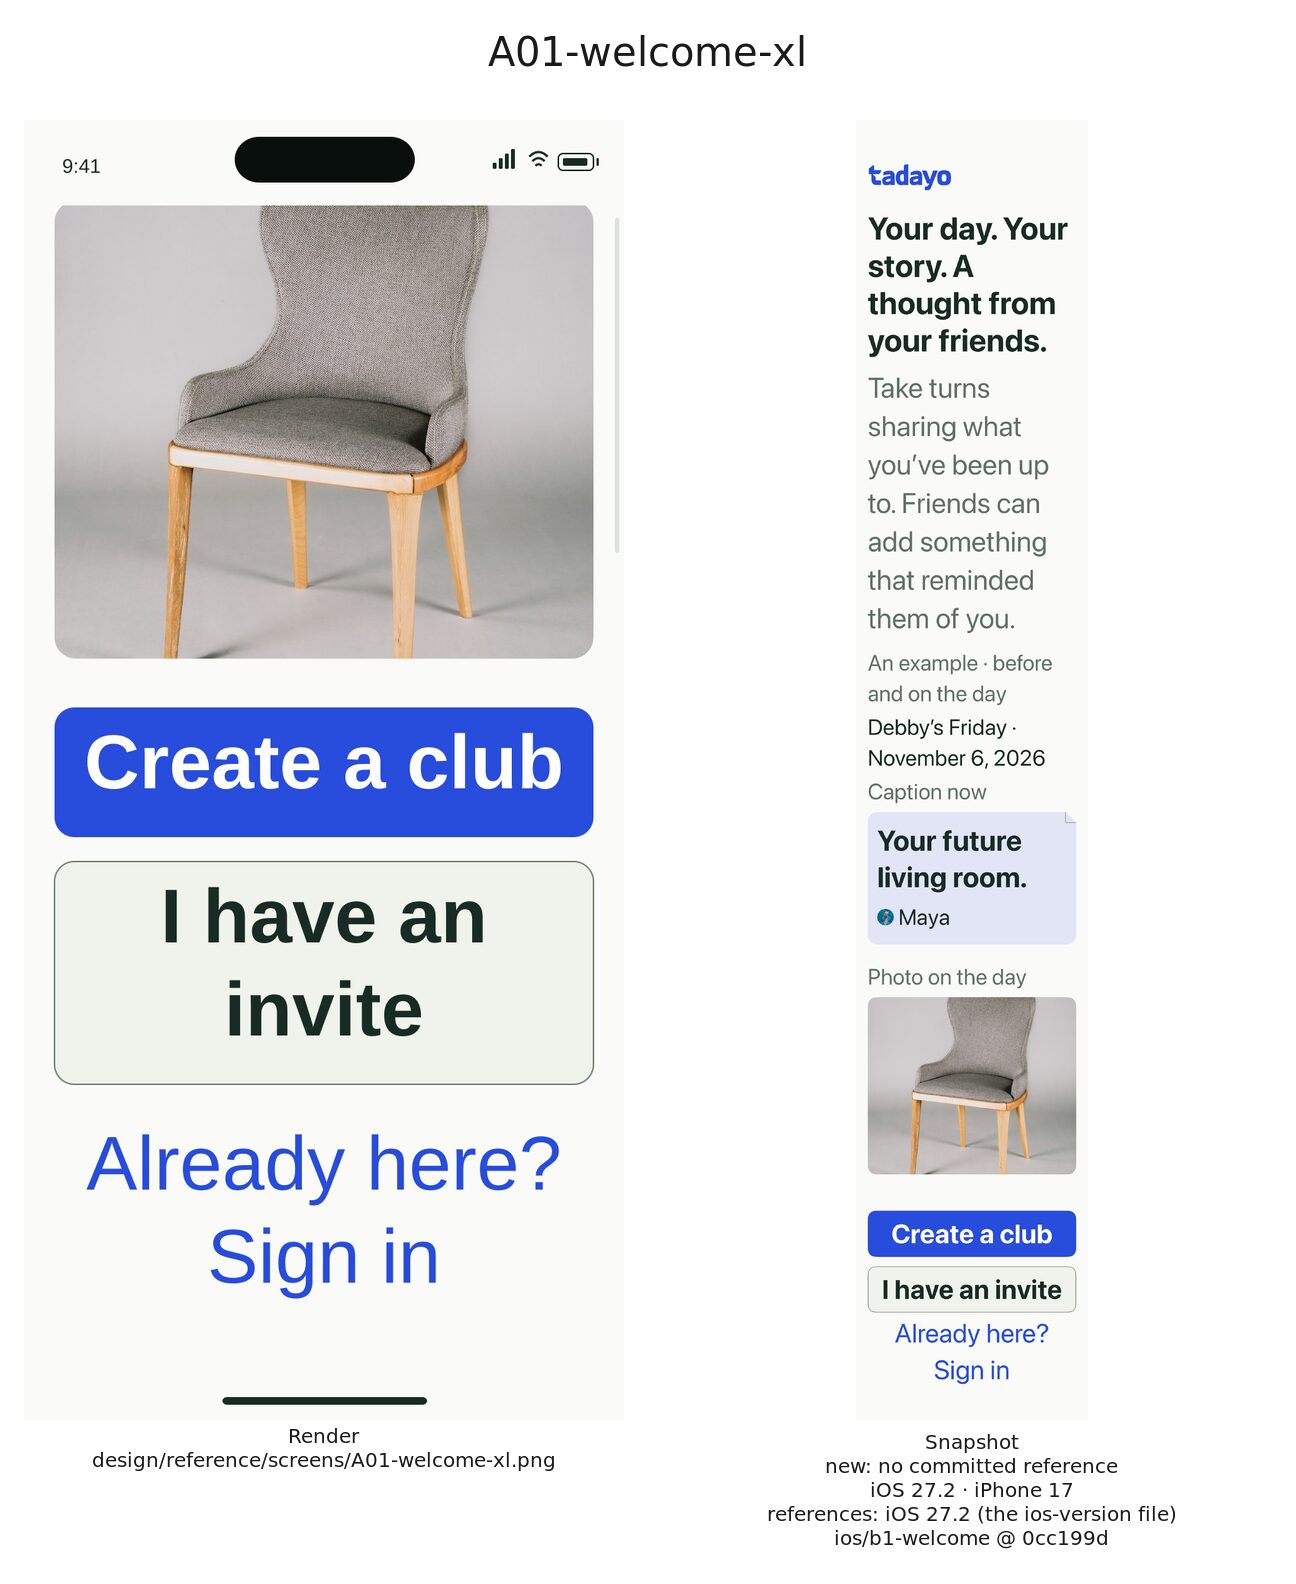 A01-welcome-xl
9:41
Create a club
I have an
invite
Already here?
Sign in
Render
design/reference/screens/A01-welcome-xl.png
tadayo
Your day. Your
story. A
thought from
your friends.
Take turns
sharing what
you’ve been up
to. Friends can
add something
that reminded
them of you.
An example · before
and on the day
Debby’s Friday ·
November 6, 2026
Caption now
Your future
living room.
Maya
Photo on the day
Create a club
I have an invite
Already here?
Sign in
Snapshot
new: no committed reference
iOS 27.2 · iPhone 17
references: iOS 27.2 (the ios-version file)
ios/b1-welcome @ 0cc199d